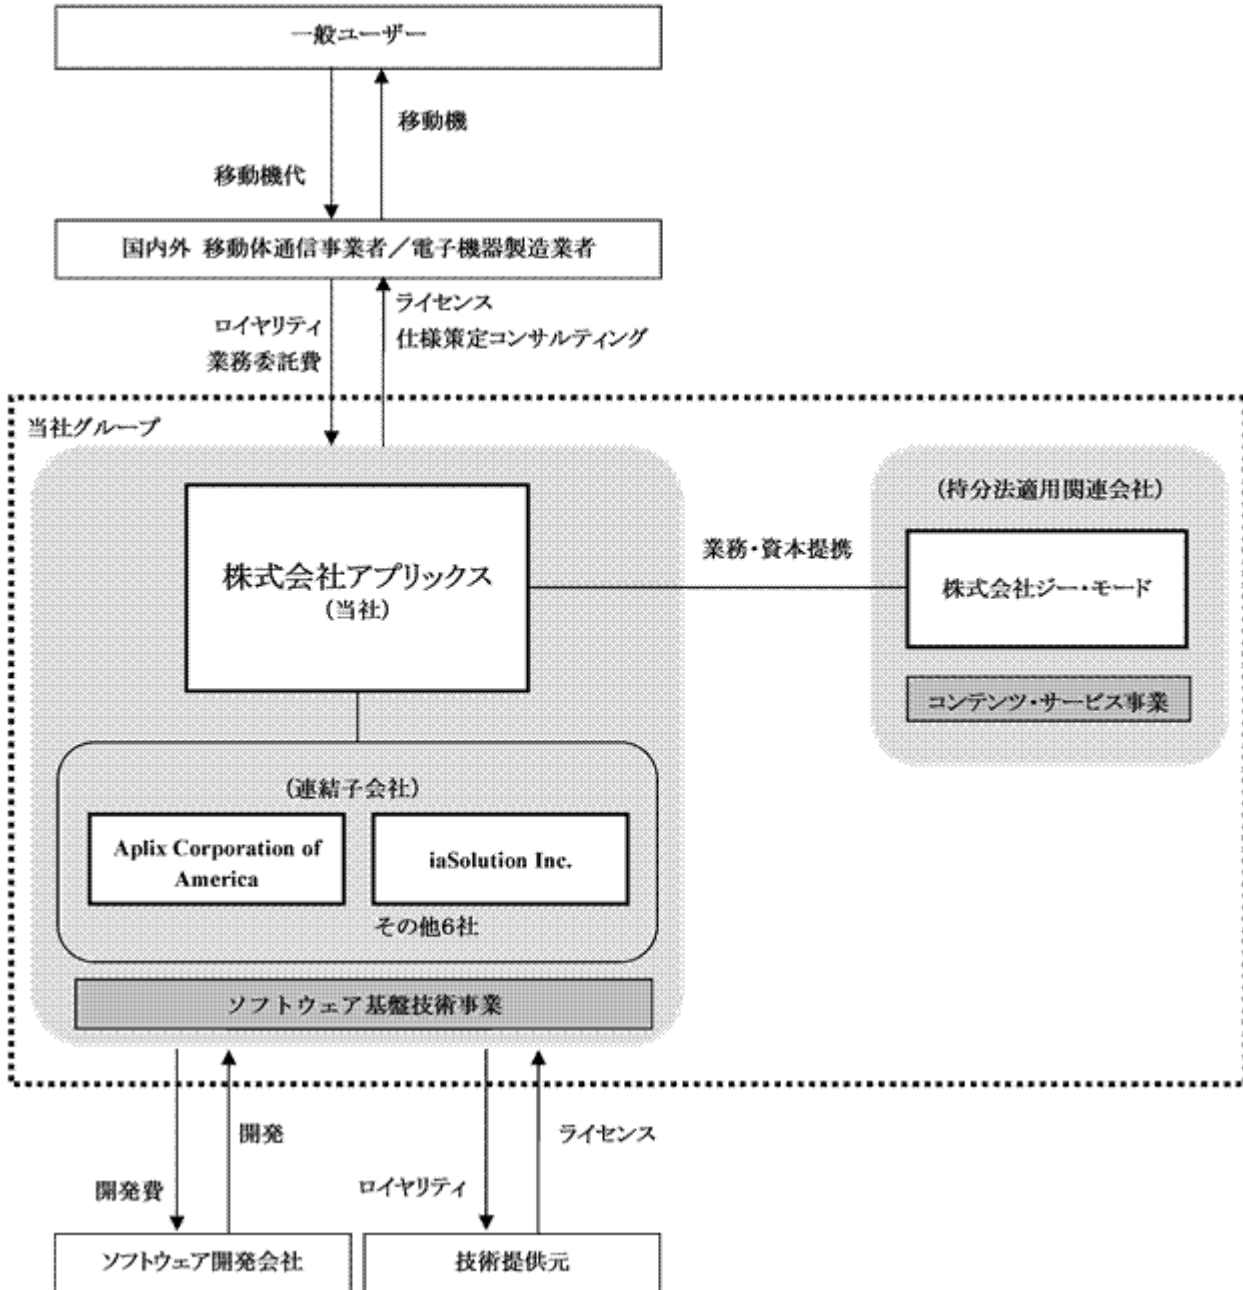 一般ユーザー
移動機
移動機代
国内外 移動体通信事業者／電子機器製造業者
ライセンス
仕様策定コンサルティング
ロイヤリティ
業務委託費
当社グループ
株式会社アプリックス
(当社)
業務・資本提携
(持分法適用関連会社)
株式会社ジー・モード
コンテンツ・サービス事業
(連結子会社)
Aplix Corporation of
America
iaSolution Inc.
その他6社
ソフトウェア基盤技術事業
開発
開発費
ライセンス
ロイヤリティ
ソフトウェア開発会社
技術提供元